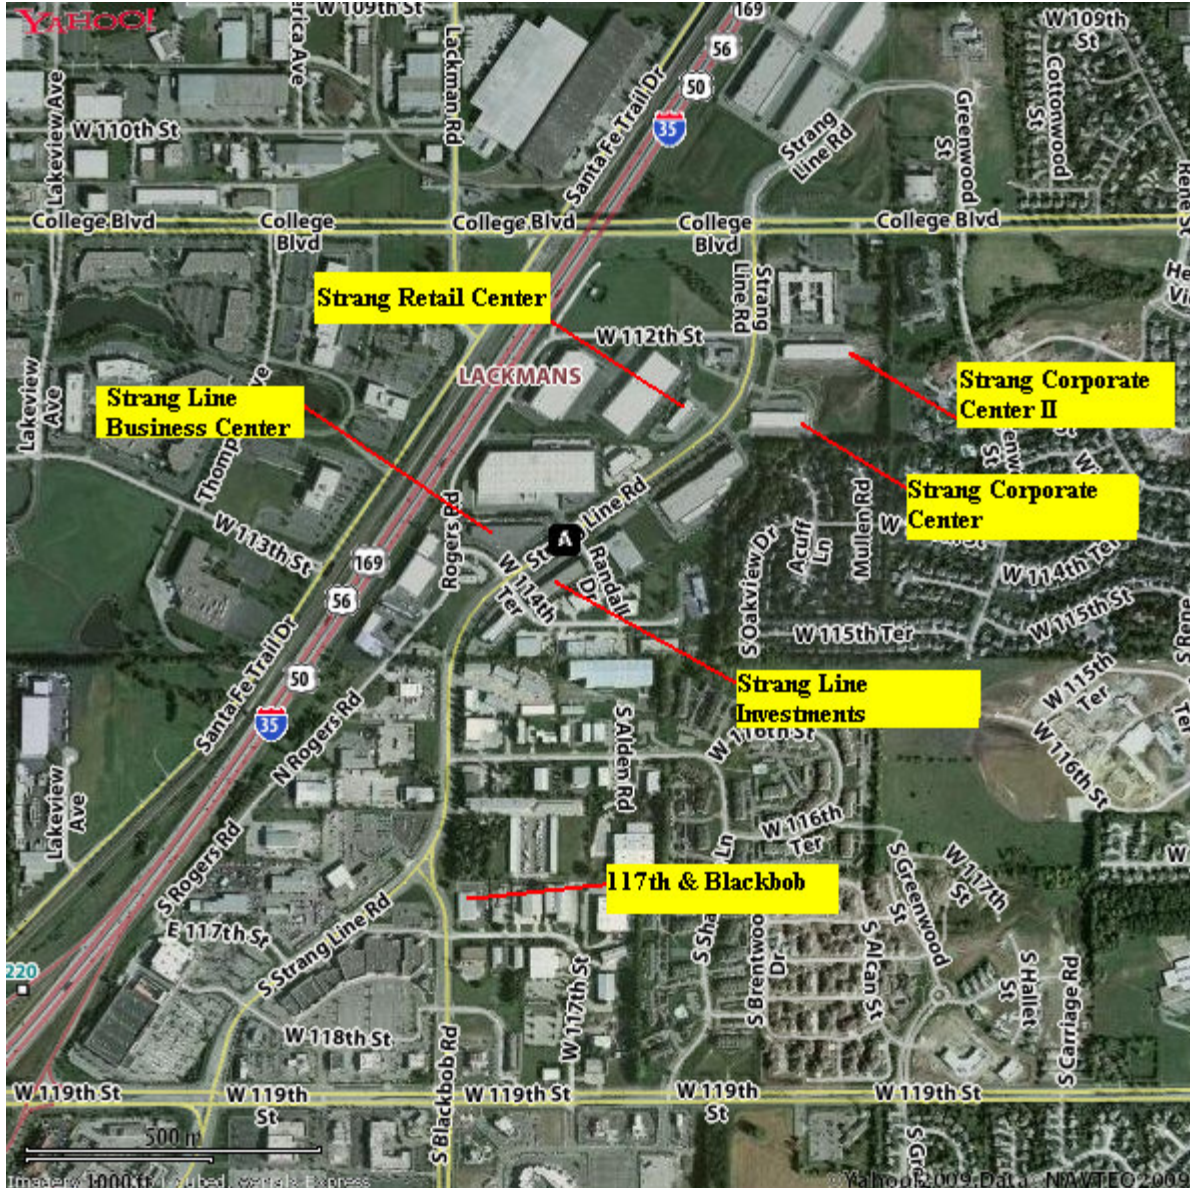 YAHOO!
169
56
50
35
W 109th
St
Cottonwood
St
Lackman
Rd
Lakeview Ave
erica Ave
W 110th St
Santa Fe Trail Dr
Strang
Line Rd
Greenwood
St
Rene St
College Blvd
College
Blvd
College Blvd
College
Blvd
College Blvd
Strang
Line Rd
Strang Retail Center
W 112th St
LACKMANS
Strang Corporate
Center II
Lakeview
Ave
Strang Line
Business Center
Strang Corporate
Center
W 113th St
Rogers Rd
Line Rd
A
W 114th
Ter
Randall
Dr
S Oakview Dr
Acuff
Ln
Mullen Rd
W 114th Ter
W 115th St
W 115th Ter
169
56
50
35
Santa Fe Trail Dr
N Rogers Rd
Strang Line
Investments
W 116th St
S Alden Rd
W 115th
Ter
W 116th St
Lakeview
Ave
S Rogers Rd
W 116th
Ter
S Greenwood
St
W 117th
St
117th & Blackbob
E 117th St
S Strang Line Rd
220
W 118th St
S Blackbob Rd
W 117th St
S Alcan St
S Hallet
St
S Carriage Rd
W 119th St
W 119th
St
W 119th St
W 119th
St
W 119th St
500 m
1000 ft